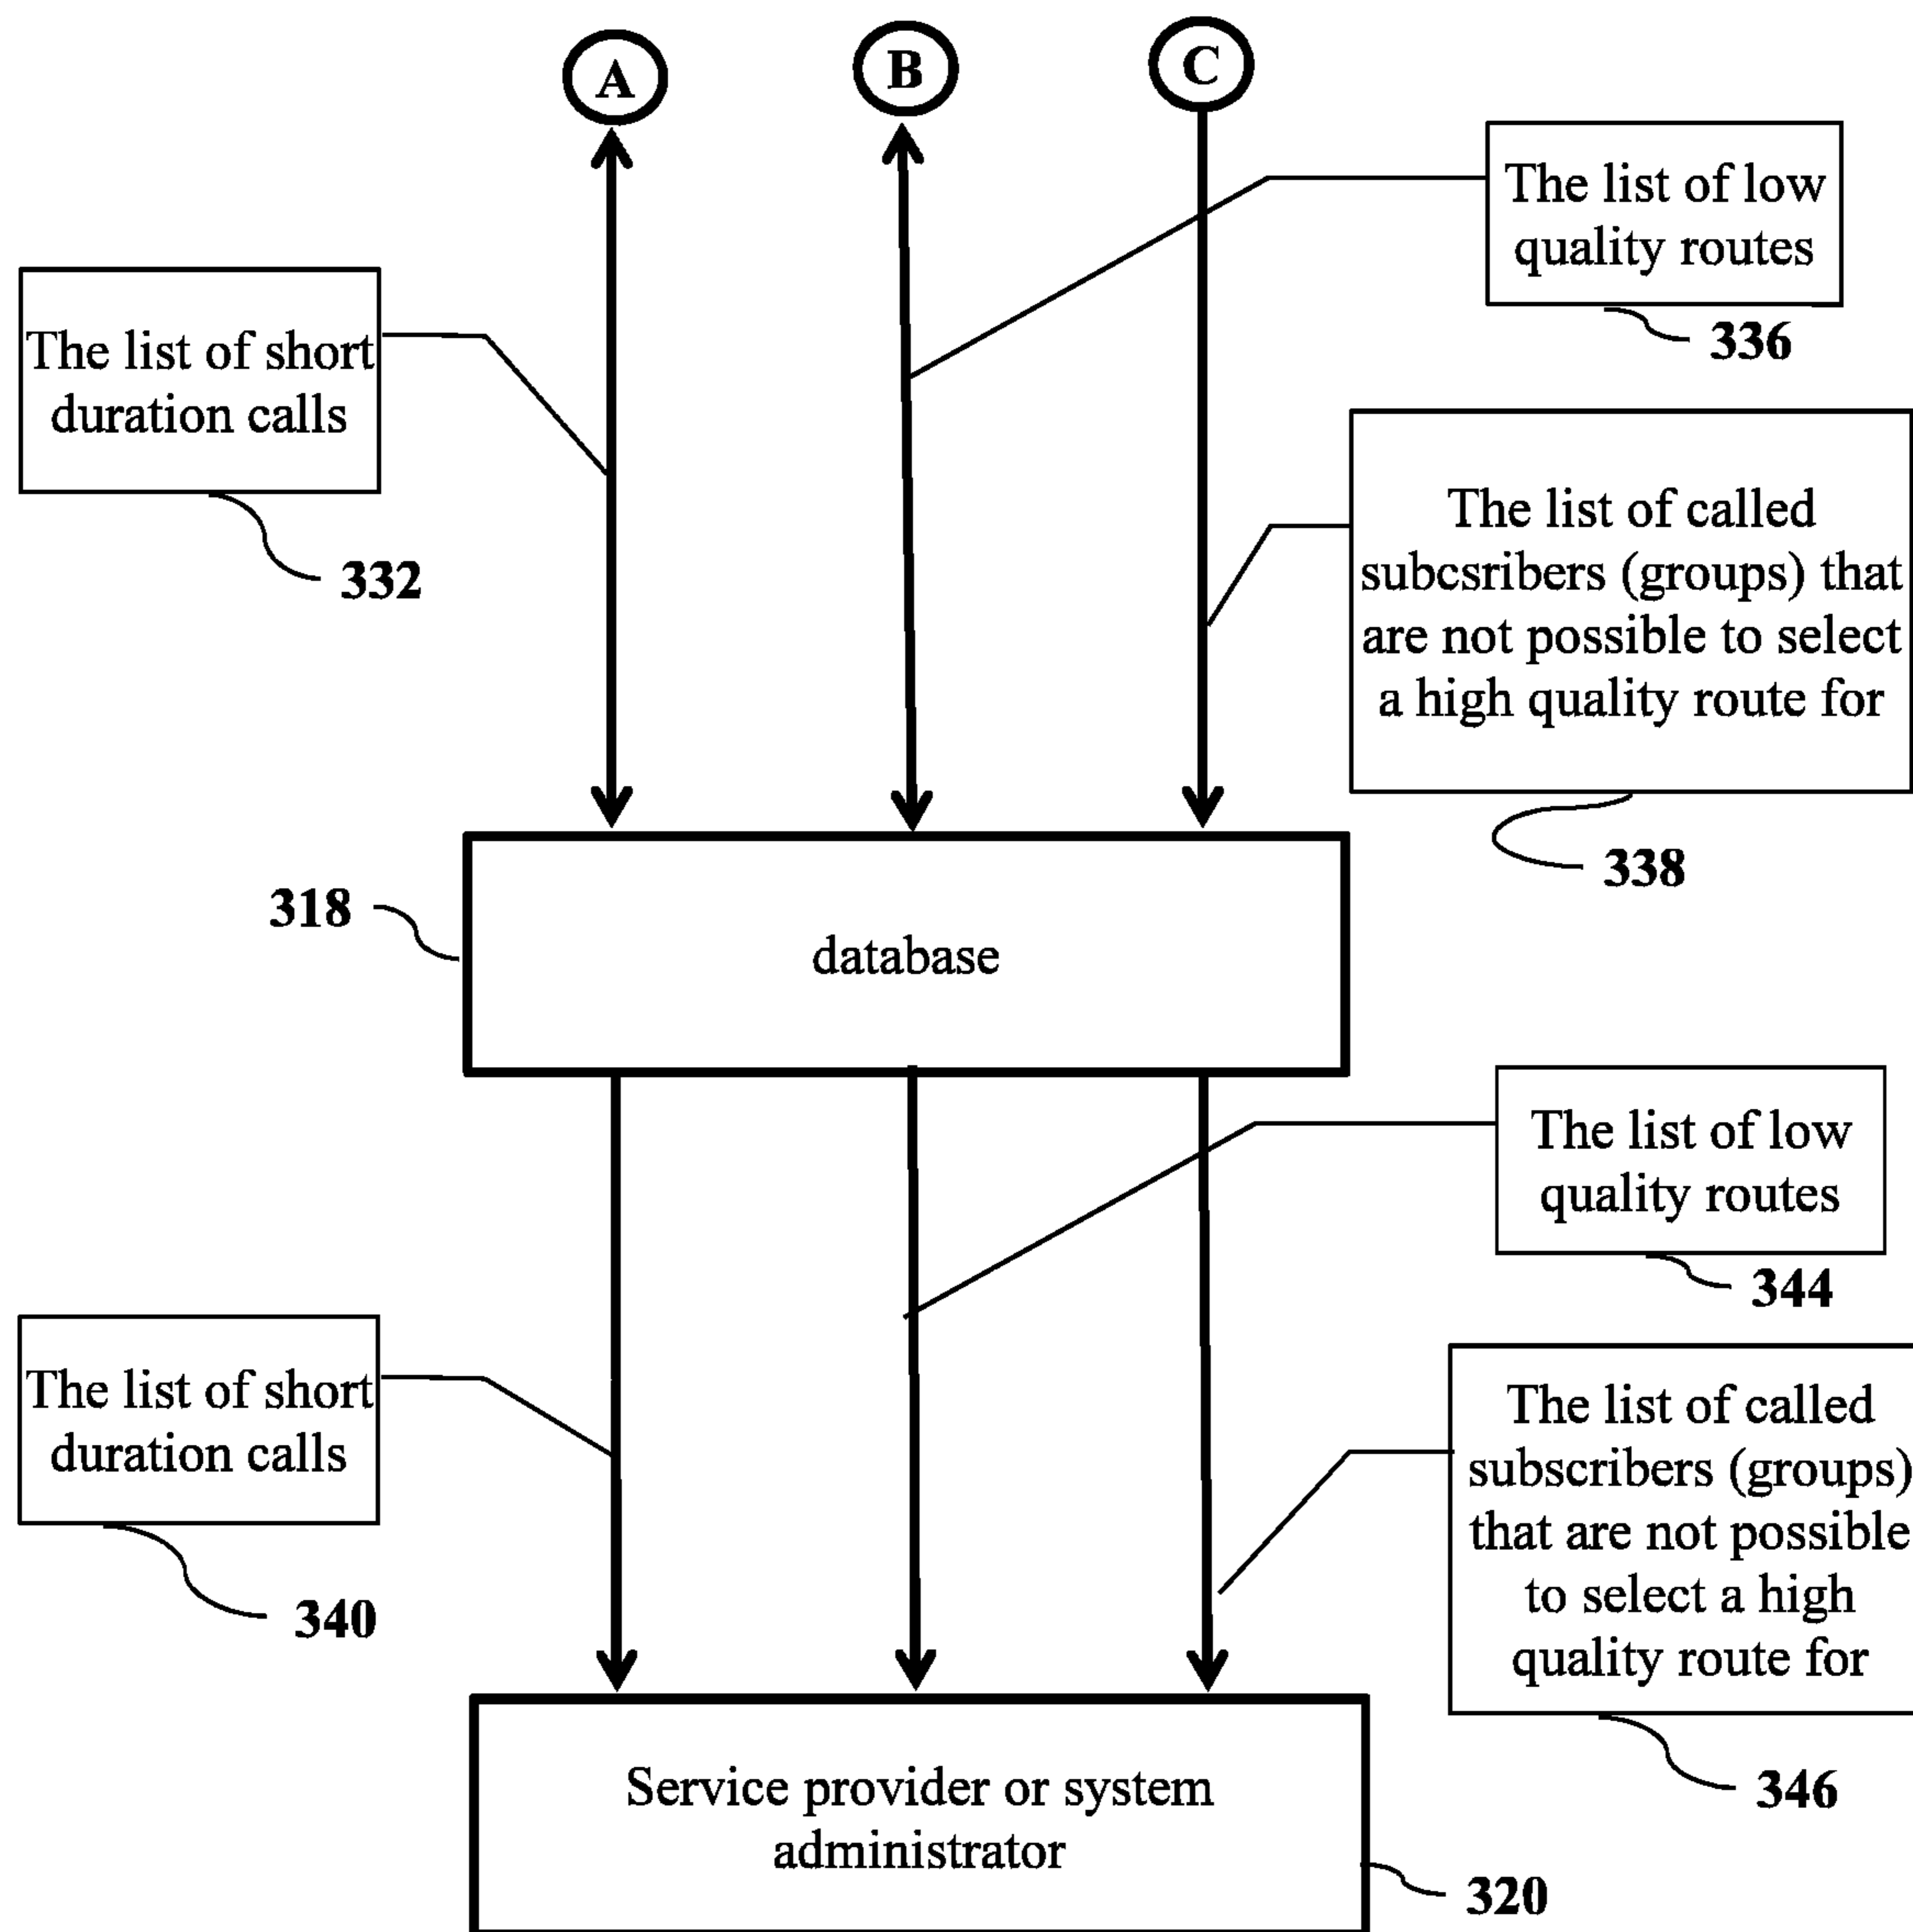 A
B
C
The list of low
quality routes
336
The list of short
duration calls
332
The list of called
subcsribers (groups) that
are not possible to select
a high quality route for
338
318
database
The list of low
quality routes
344
The list of short
duration calls
340
The list of called
subscribers (groups)
that are not possible
to select a high
quality route for
346
Service provider or system
administrator
320